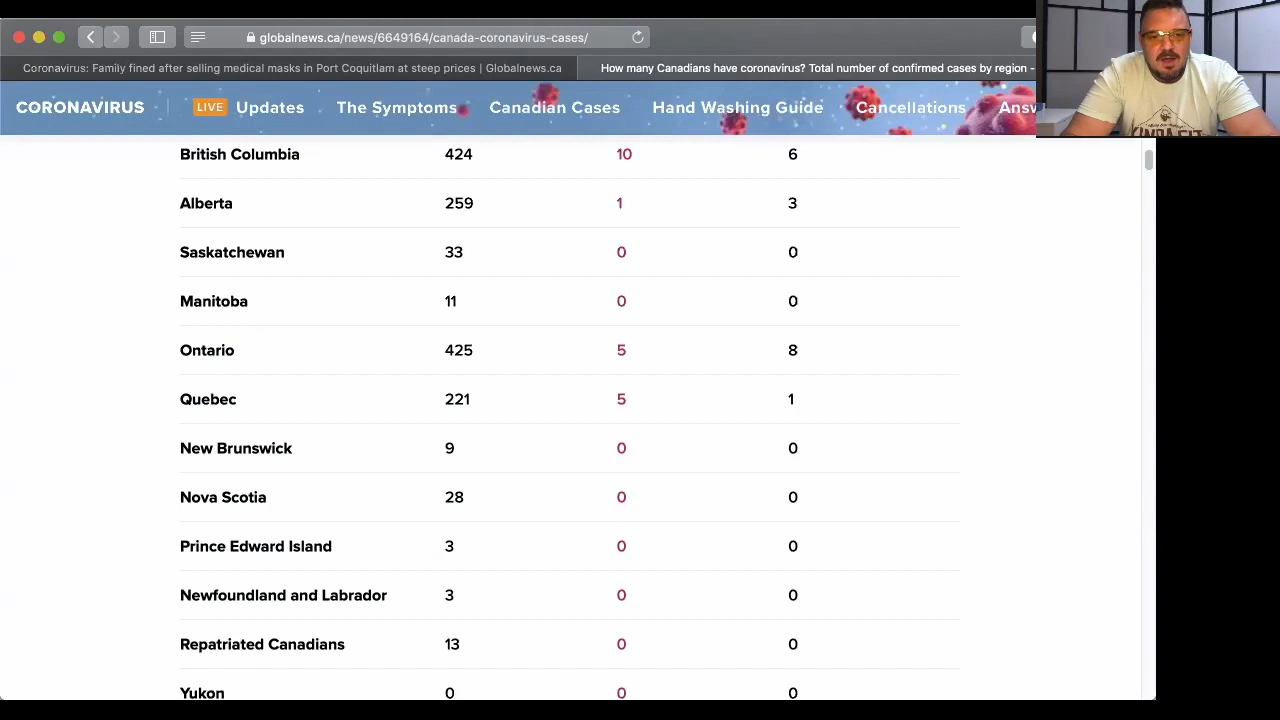 globalnews.ca/news/6649164/canada-coronavirus-cases/
Coronavirus: Family fined after selling medical masks in Port Coquitlam at steep prices | Globalnews.ca
How many Canadians have coronavirus? Total number of confirmed cases by region -
CORONAVIRUS LIVE Updates The Symptoms Canadian Cases Hand Washing Guide Cancellations Answ
British Columbia 424 10 6
Alberta 259 1 3
Saskatchewan 33 0 0
Manitoba 11 0 0
Ontario 425 5 8
Quebec 221 5 1
New Brunswick 9 0 0
Nova Scotia 28 0 0
Prince Edward Island 3 0 0
Newfoundland and Labrador 3 0 0
Repatriated Canadians 13 0 0
Yukon 0 0 0